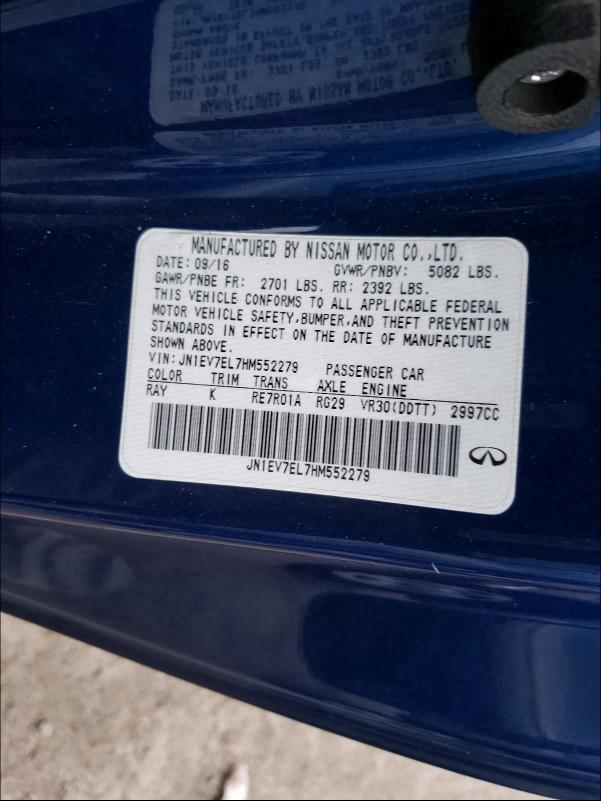 MANUFACTURED BY NISSAN MOTOR CO.,LTD.
DATE: 09/16 GVWR/PNBV: 5082 LBS.
GAWR/PNBE FR: 2701 LBS. RR: 2392 LBS.
THIS VEHICLE CONFORMS TO ALL APPLICABLE FEDERAL
MOTOR VEHICLE SAFETY,BUMPER,AND THEFT PREVENTION
STANDARDS IN EFFECT ON THE DATE OF MANUFACTURE
SHOWN ABOVE.
VIN:JN1EV7EL7HM552279 PASSENGER CAR
COLOR TRIM TRANS AXLE ENGINE
RAY K RE7R01A RG29 VR30(DDTT) 2997CC
JN1EV7EL7HM552279